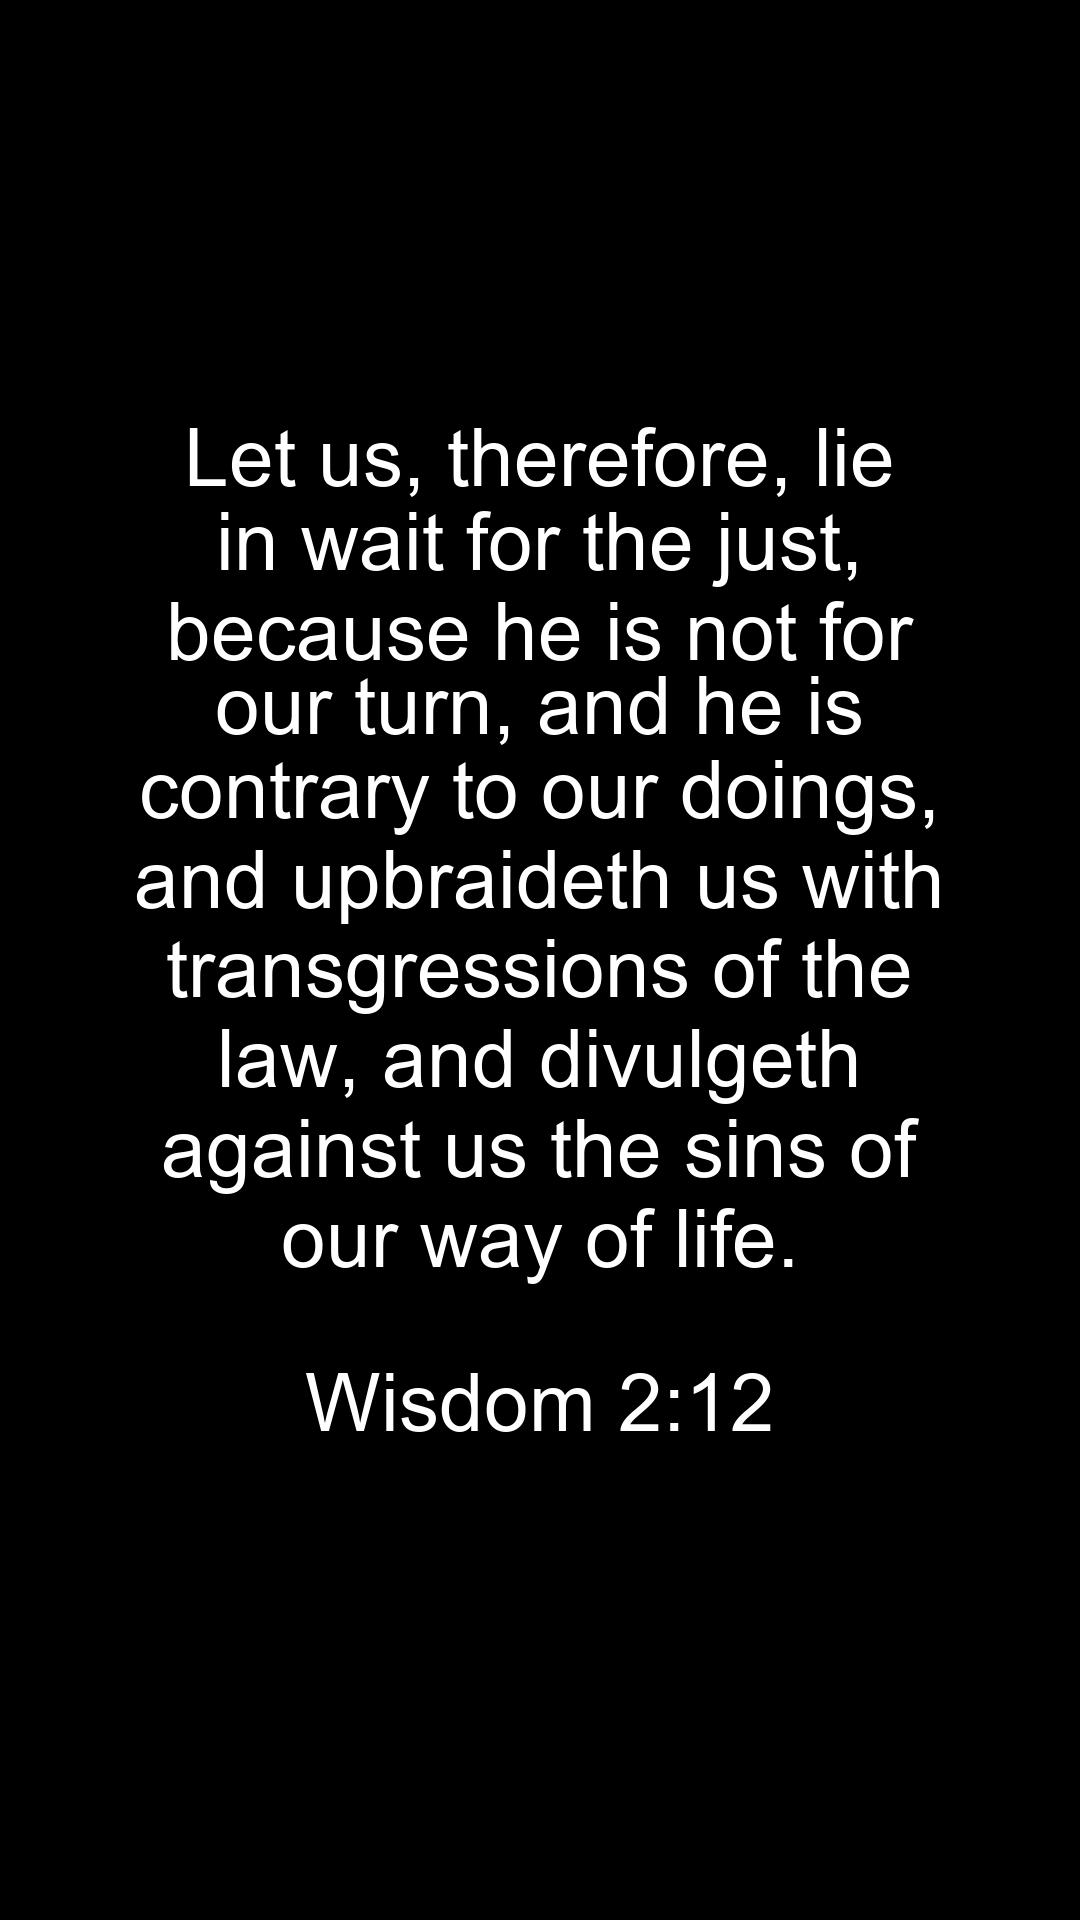 Let us, therefore, lie
in wait for the just,
because he is not for
our turn, and he is
contrary to our doings,
and upbraideth us with
transgressions of the
law, and divulgeth
against us the sins of
our way of life.
Wisdom 2:12